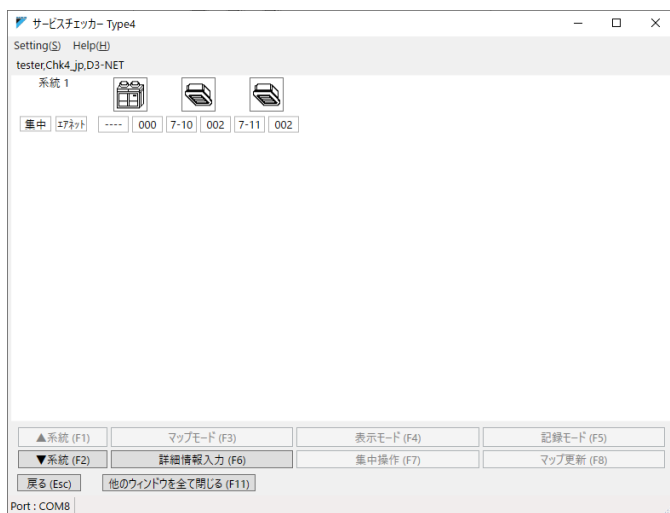 サービスチェッカー Type4
Setting(S) Help(H)
tester,Chk4_jp,D3-NET
系統 1
集中 ｴｱﾈｯﾄ ---- 000 7-10 002 7-11 002
▲系統 (F1) マップモード (F3) 表示モード (F4) 記録モード (F5)
▼系統 (F2) 詳細情報入力 (F6) 集中操作 (F7) マップ更新 (F8)
戻る (Esc) 他のウィンドウを全て閉じる (F11)
Port : COM8